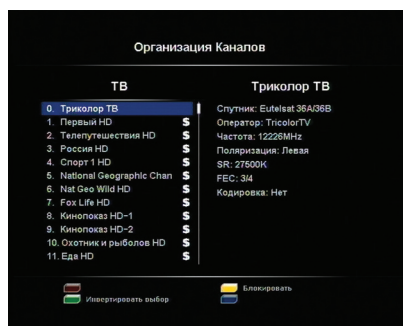 Организация Каналов
ТВ
0. Триколор ТВ
1. Первый HD $
2. Телепутешествия HD $
3. Россия HD $
4. Спорт 1 HD $
5. National Geographic Chan $
6. Nat Geo Wild HD $
7. Fox Life HD $
8. Кинопоказ HD-1 $
9. Кинопоказ HD-2 $
10. Охотник и рыболов HD $
11. Еда HD $
Триколор ТВ
Спутник: Eutelsat 36A/36B
Оператор: TricolorTV
Частота: 12226MHz
Поляризация: Левая
SR: 27500K
FEC: 3/4
Кодировка: Нет
Инвертировать выбор
Блокировать